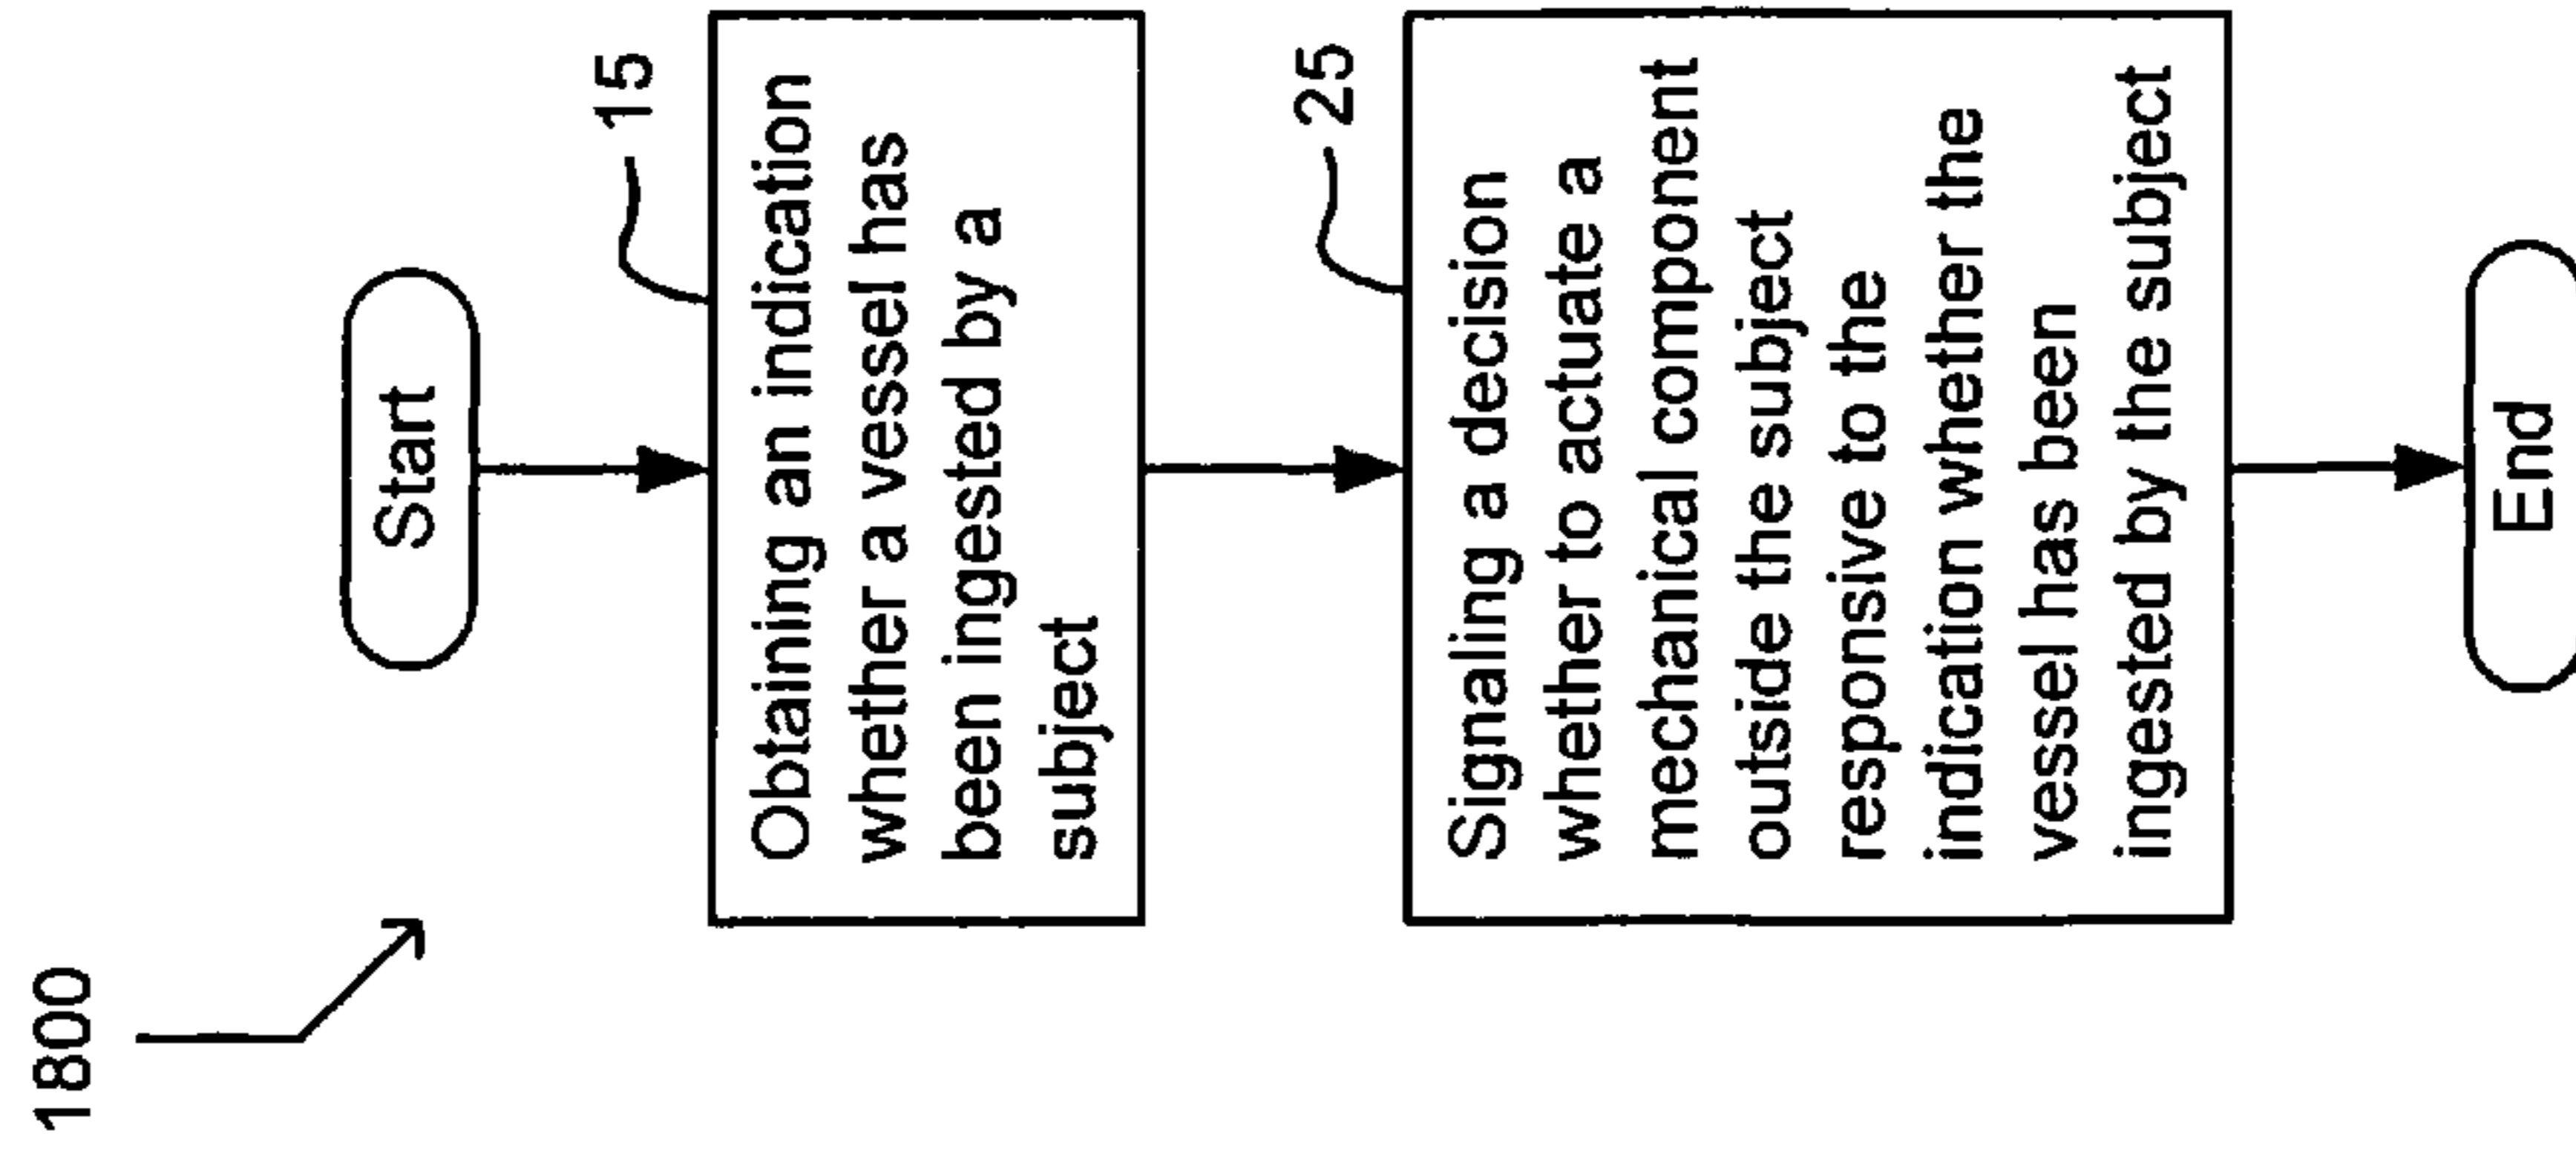 1800
Start
15
Obtaining an indication
whether a vessel has
been ingested by a
subject
25
Signaling a decision
whether to actuate a
mechanical component
outside the subject
responsive to the
indication whether the
vessel has been
ingested by the subject
End